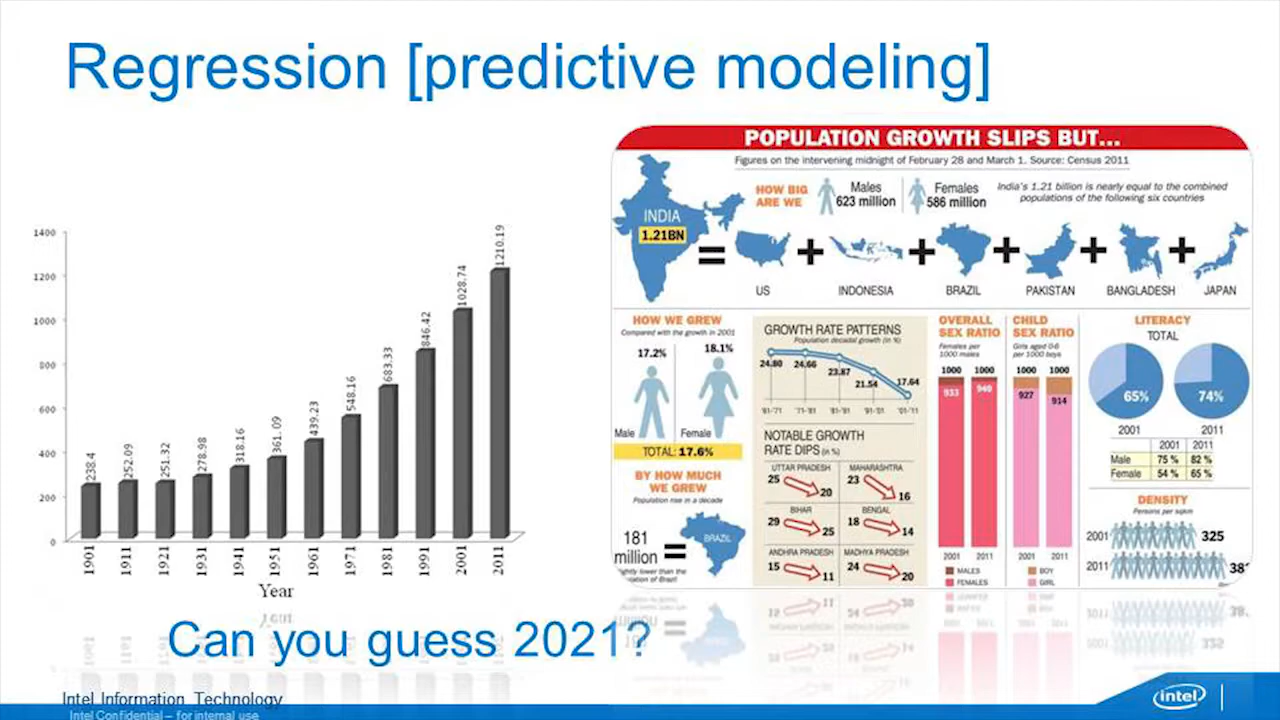 Regression [predictive modeling]
1400
1200
1000
800
600
400
200
0
238.4
252.09
251.32
278.98
318.16
361.09
439.23
548.16
683.33
846.42
1028.74
1210.19
1901
1911
1921
1931
1941
1951
1961
1971
1981
1991
2001
2011
Year
POPULATION GROWTH SLIPS BUT...
Figures on the intervening midnight of February 28 and March 1. Source: Census 2011
INDIA
1.21BN
HOW BIG
ARE WE
Males
623 million
Females
586 million
India's 1.21 billion is nearly equal to the combined
populations of the following six countries
= + + + + +
US INDONESIA BRAZIL PAKISTAN BANGLADESH JAPAN
HOW WE GREW
Compared with the growth in 2001
17.2% 18.1%
Male Female
TOTAL: 17.6%
BY HOW MUCH
WE GREW
Population rise in a decade
181
million
=
BRAZIL
lightly lower than the
lation of Brazil
GROWTH RATE PATTERNS
Population decadal growth (in %)
24.80 24.66 23.87 21.54 17.64
'71-'81 '81-'91 '91-'01 '01-'11
NOTABLE GROWTH
RATE DIPS (in %)
UTTAR PRADESH MAHARASHTRA
25 20 23 16
BIHAR BENGAL
29 25 18 14
ANDHRA PRADESH MADHYA PRADESH
15 11 24 20
OVERALL
SEX RATIO
Females per
1000 males
1000 1000
933 940
2001 2011
MALES
FEMALES
CHILD
SEX RATIO
Girls aged 0-6
per 1000 boys
1000 1000
927 914
2001 2011
BOY
GIRL
LITERACY
TOTAL
65% 74%
2001 2011
2001 2011
Male 75 % 82 %
Female 54 % 65 %
DENSITY
Persons per sqkm
2001 325
2011 38
Can you guess 2021?
Intel Information Technology
Intel Confidential – for internal use
intel